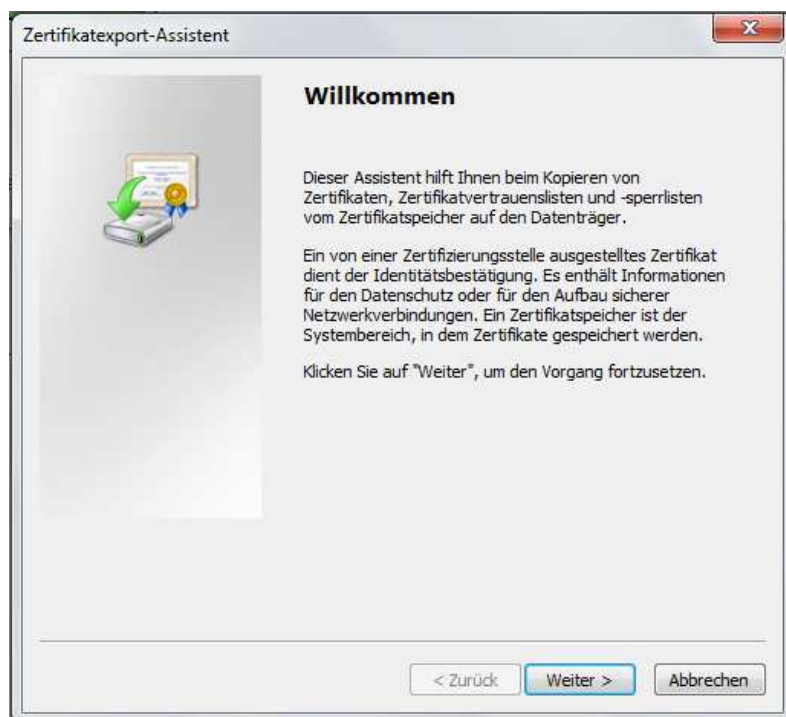 Zertifikatexport-Assistent
Willkommen
Dieser Assistent hilft Ihnen beim Kopieren von
Zertifikaten, Zertifikatvertrauenslisten und -sperrlisten
vom Zertifikatspeicher auf den Datenträger.
Ein von einer Zertifizierungsstelle ausgestelltes Zertifikat
dient der Identitätsbestätigung. Es enthält Informationen
für den Datenschutz oder für den Aufbau sicherer
Netzwerkverbindungen. Ein Zertifikatspeicher ist der
Systembereich, in dem Zertifikate gespeichert werden.
Klicken Sie auf "Weiter", um den Vorgang fortzusetzen.
< Zurück Weiter > Abbrechen